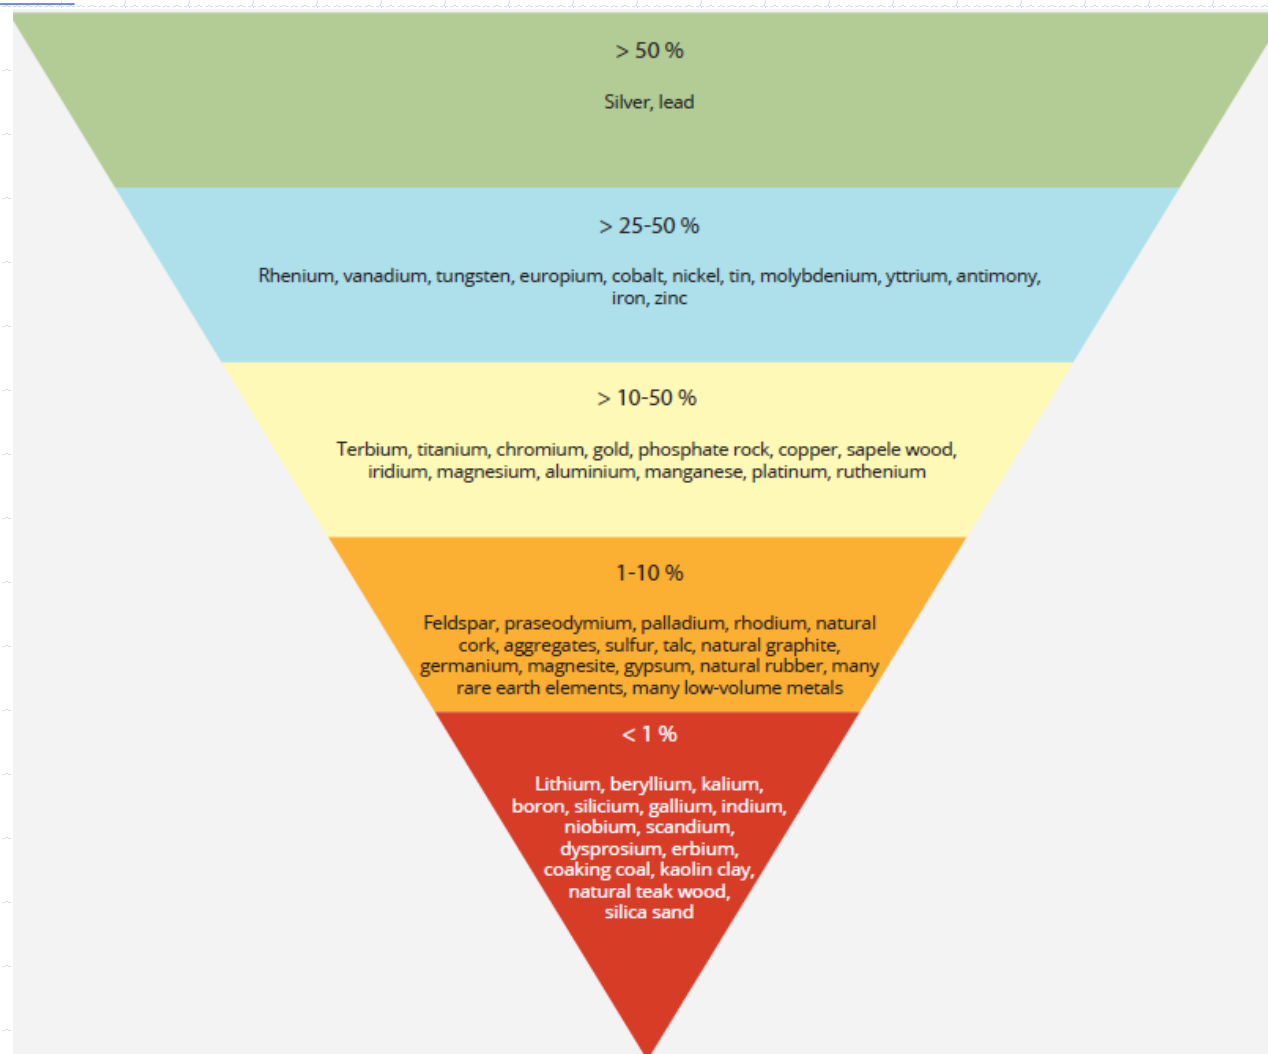 > 50 %
Silver, lead
> 25-50 %
Rhenium, vanadium, tungsten, europium, cobalt, nickel, tin, molybdenium, yttrium, antimony,
iron, zinc
> 10-50 %
Terbium, titanium, chromium, gold, phosphate rock, copper, sapele wood,
iridium, magnesium, aluminium, manganese, platinum, ruthenium
1-10 %
Feldspar, praseodymium, palladium, rhodium, natural
cork, aggregates, sulfur, talc, natural graphite,
germanium, magnesite, gypsum, natural rubber, many
rare earth elements, many low-volume metals
< 1 %
Lithium, beryllium, kalium,
boron, silicium, gallium, indium,
niobium, scandium,
dysprosium, erbium,
coaking coal, kaolin clay,
natural teak wood,
silica sand